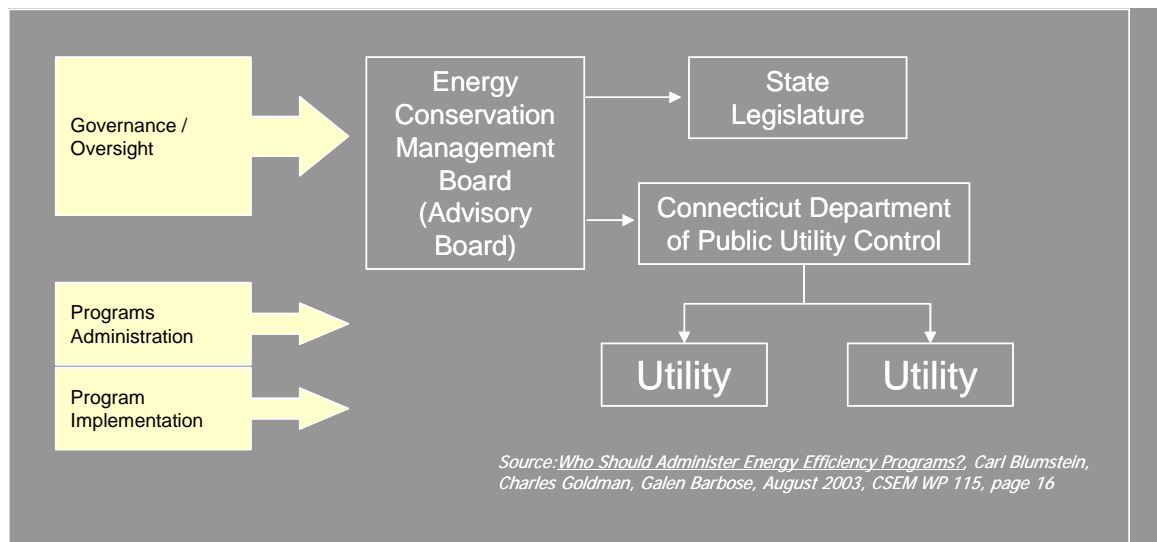 Governance /
Oversight
Energy
Conservation
Management
Board
(Advisory
Board)
State
Legislature
Connecticut Department
of Public Utility Control
Programs
Administration
Utility
Utility
Program
Implementation
Source:Who Should Administer Energy Efficiency Programs?, Carl Blumstein,
Charles Goldman, Galen Barbose, August 2003, CSEM WP 115, page 16